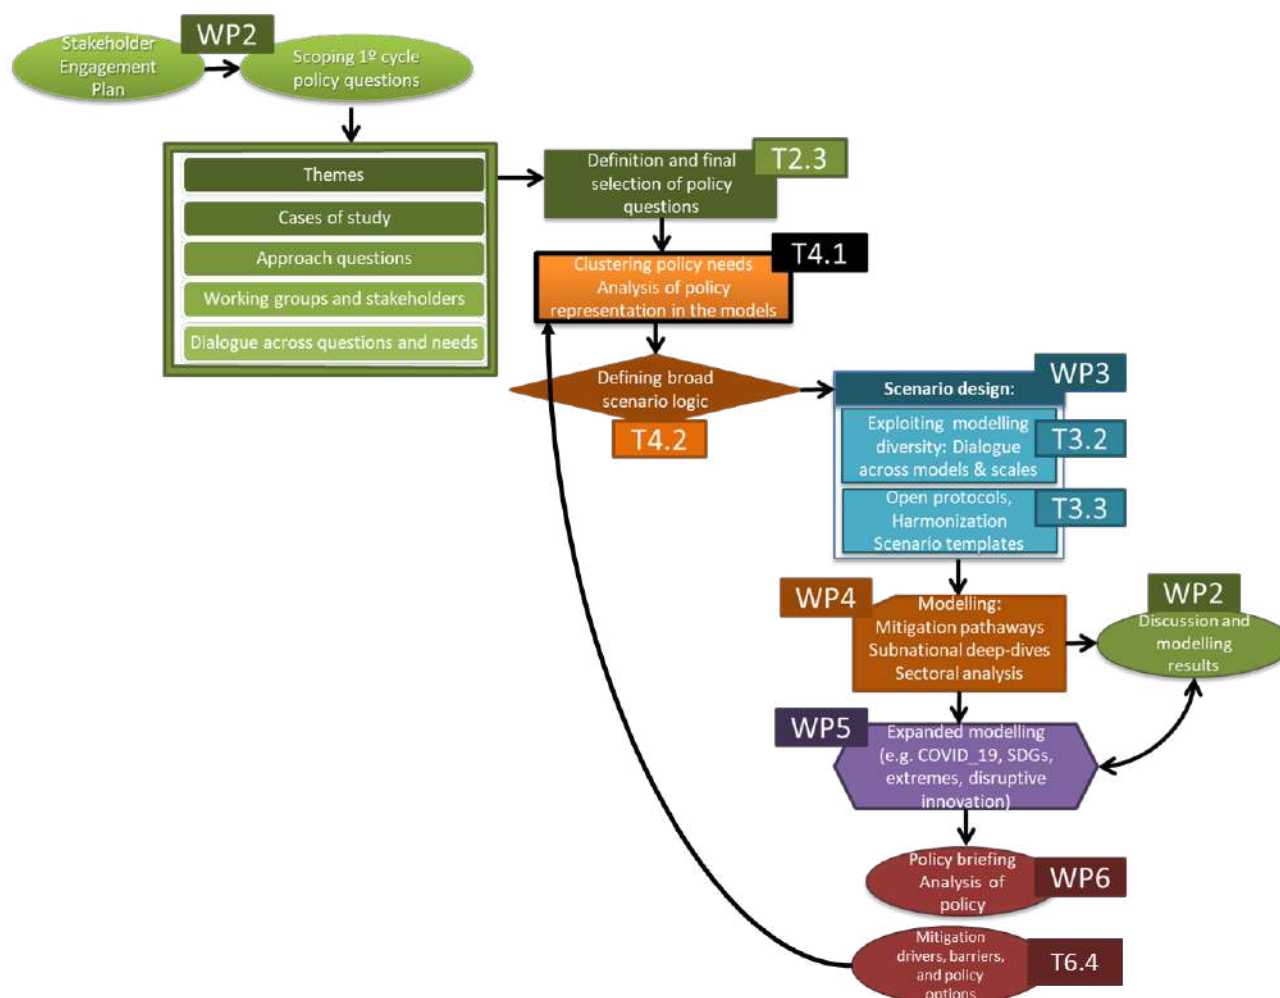 WP2
Stakeholder
Engagement
Plan
Scoping 1º cycle
policy questions
Themes
Cases of study
Approach questions
Working groups and stakeholders
Dialogue across questions and needs
Definition and final
selection of policy
questions
T2.3
Clustering policy needs
Analysis of policy
representation in the models
T4.1
Defining broad
scenario logic
T4.2
WP3
Scenario design:
Exploiting modelling
diversity: Dialogue
across models & scales
T3.2
Open protocols,
Harmonization
Scenario templates
T3.3
WP4
Modelling:
Mitigation pathaways
Subnational deep-dives
Sectoral analysis
WP2
Discussion and
modelling
results
WP5
Expanded modelling
(e.g. COVID_19, SDGs,
extremes, disruptive
innovation)
Policy briefing
Analysis of
policy
WP6
Mitigation
drivers, barriers,
and policy
options
T6.4